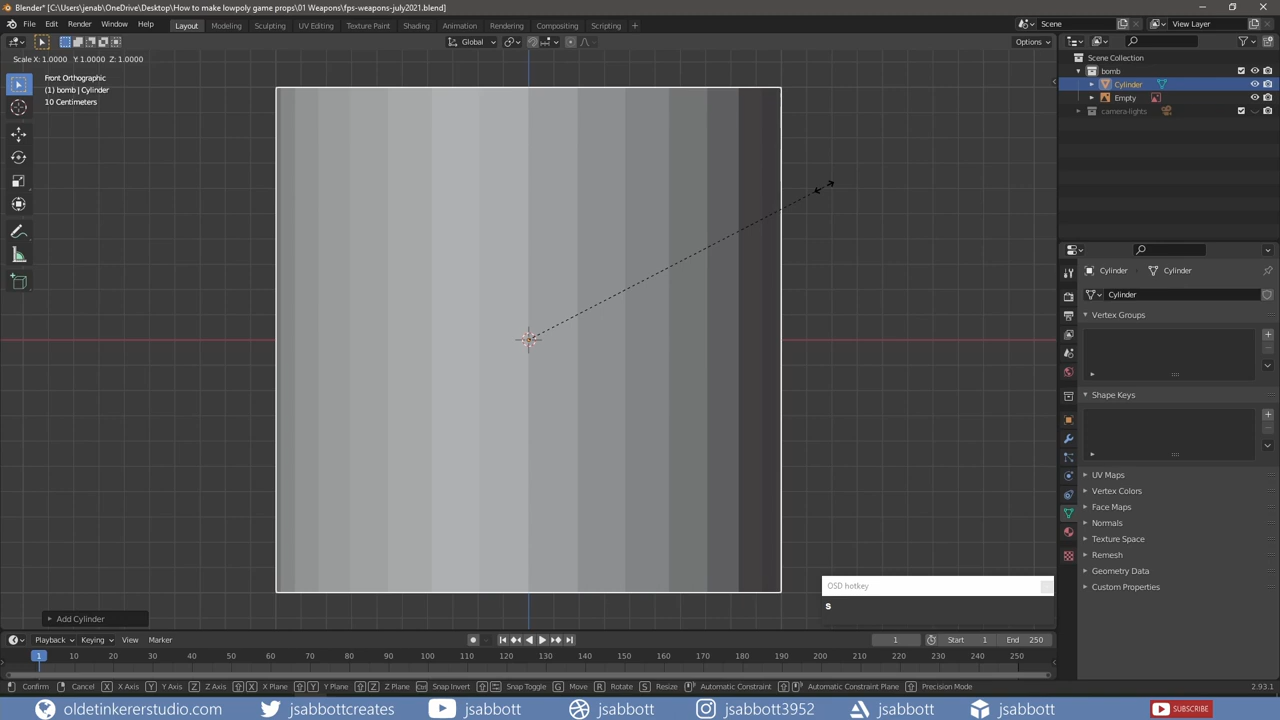 Blender* [C:\Users\jenab\OneDrive\Desktop\How to make lowpoly game props\01 Weapons\fps-weapons-july2021.blend]
File Edit Render Window Help Layout Modeling Sculpting UV Editing Texture Paint Shading Animation Rendering Compositing Scripting + Scene View Layer
Global Options
Scale X: 1.0000 Y: 1.0000 Z: 1.0000
Front Orthographic
(1) bomb | Cylinder
10 Centimeters
Scene Collection
bomb
Cylinder
Empty
camera-lights
Cylinder Cylinder
Cylinder
Vertex Groups
Shape Keys
UV Maps
Vertex Colors
Face Maps
Normals
Texture Space
Remesh
Geometry Data
Custom Properties
OSD hotkey
s
Add Cylinder
Playback Keying View Marker 1 Start 1 End 250
1 10 20 30 40 50 60 70 80 90 100 110 120 130 140 150 160 170 180 190 200 210 220 230 240 250
Confirm Cancel X X Axis Y Y Axis Z Z Axis X X Plane Y Y Plane Z Z Plane Ctrl Snap Invert Snap Toggle G Move R Rotate S Resize Automatic Constraint Automatic Constraint Plane Precision Mode 2.93.1
oldetinkererstudio.com jsabbottcreates jsabbott jsabbott jsabbott3952 jsabbott jsabbott SUBSCRIBE